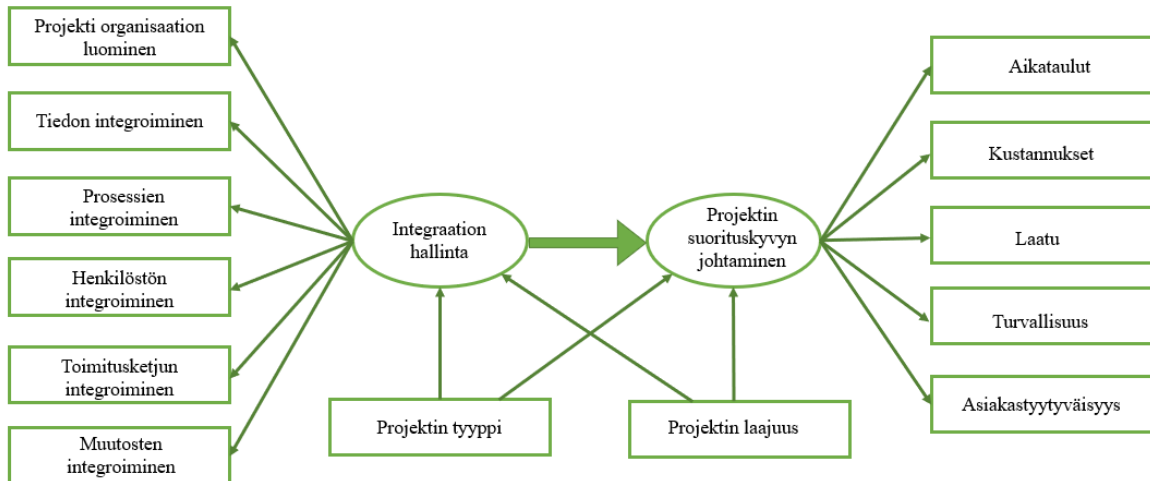 Projekti organisaation
luominen
Tiedon integroiminen
Prosessien
integroiminen
Henkilöstön
integroiminen
Toimitusketjun
integroiminen
Muutosten
integroiminen
Integraation
hallinta
Projektin
suorituskyvyn
johtaminen
Projektin tyyppi
Projektin laajuus
Aikataulut
Kustannukset
Laatu
Turvallisuus
Asiakastyytyväisyys